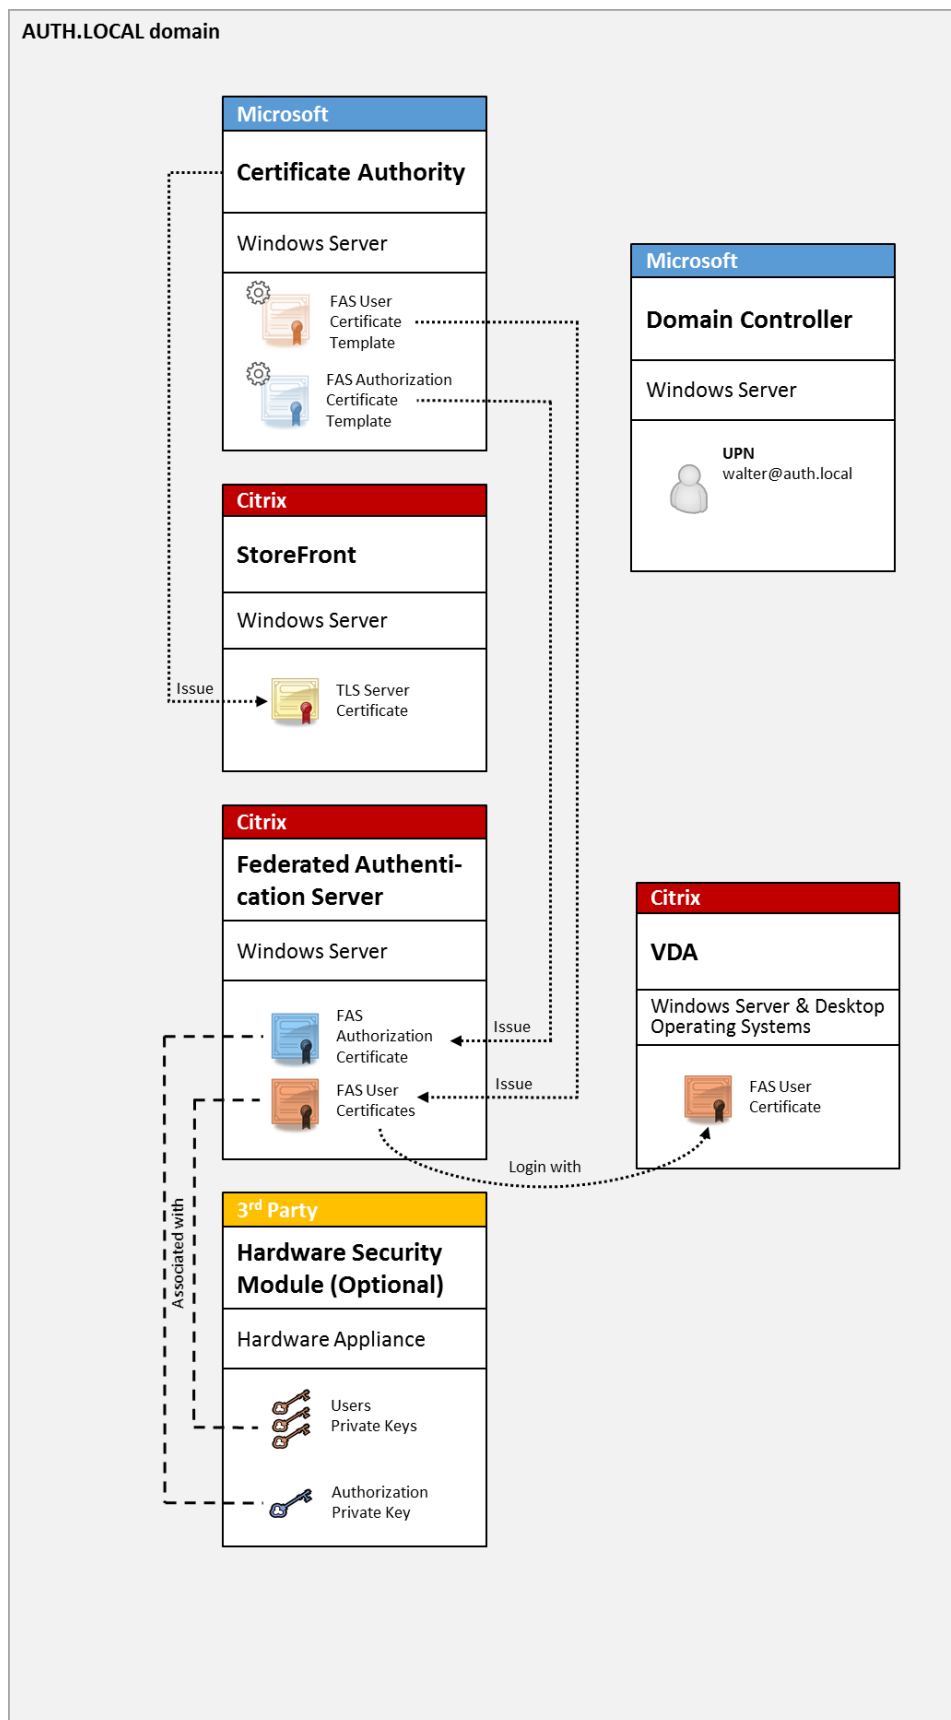 AUTH.LOCAL domain
Microsoft
Certificate Authority
Windows Server
FAS User
Certificate
Template
FAS Authorization
Certificate
Template
Microsoft
Domain Controller
Windows Server
UPN
walter@auth.local
Citrix
StoreFront
Windows Server
Issue
TLS Server
Certificate
Citrix
Federated Authenti-
cation Server
Windows Server
FAS
Authorization
Certificate
Issue
FAS User
Certificates
Issue
Citrix
VDA
Windows Server & Desktop
Operating Systems
FAS User
Certificate
Login with
Associated with
3rd Party
Hardware Security
Module (Optional)
Hardware Appliance
Users
Private Keys
Authorization
Private Key